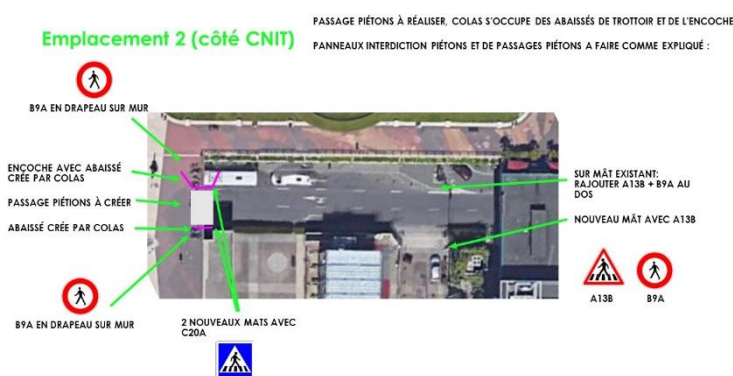 PASSAGE PIÉTONS À RÉALISER, COLAS S'OCCUPE DES ABAISSÉS DE TROTTOIR ET DE L'ENCOCHE
Emplacement 2 (côté CNIT)
PANNEAUX INTERDICTION PIÉTONS ET DE PASSAGES PIÉTONS A FAIRE COMME EXPLIQUÉ :
B9A EN DRAPEAU SUR MUR
ENCOCHE AVEC ABAISSÉ
CRÉE PAR COLAS
PASSAGE PIÉTIONS À CRÉER
ABAISSÉ CRÉE PAR COLAS
SUR MÂT EXISTANT:
RAJOUTER A13B + B9A AU
DOS
NOUVEAU MÂT AVEC A13B
A13B
B9A
B9A EN DRAPEAU SUR MUR
2 NOUVEAUX MATS AVEC
C20A